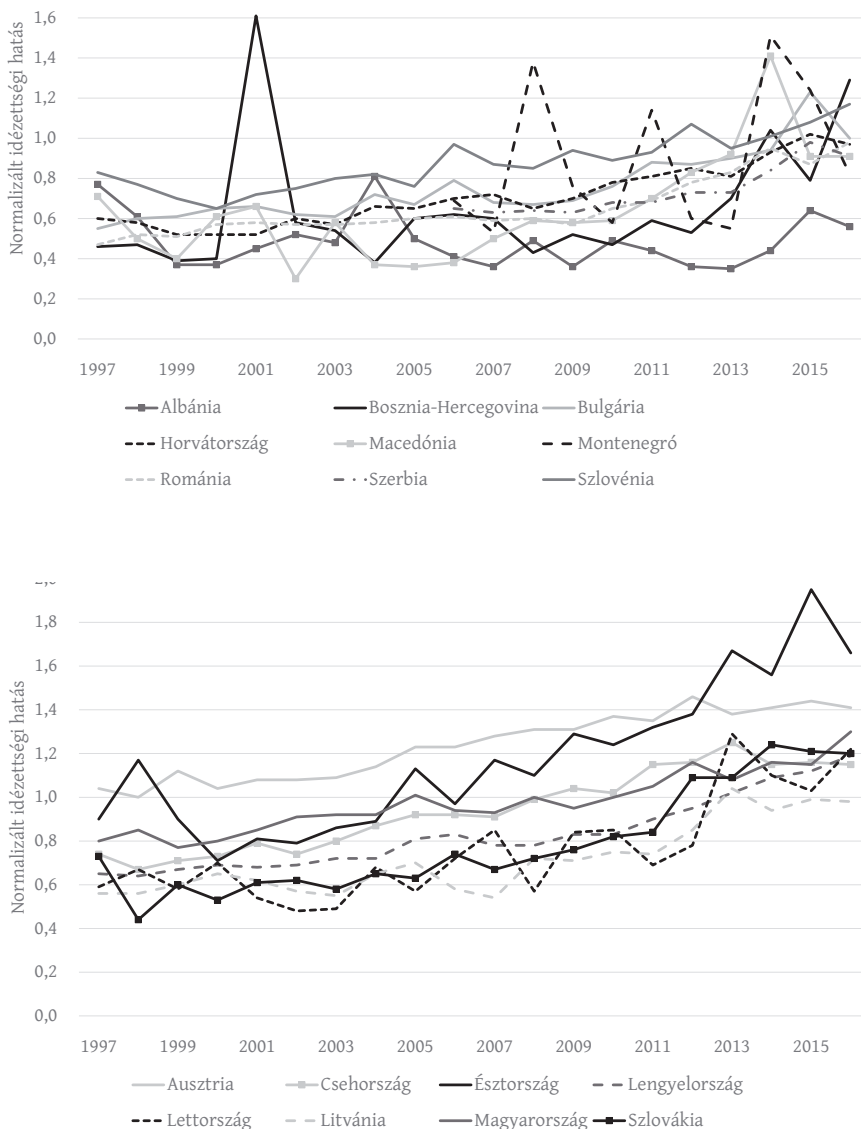 Normalizált idézettségi hatás
1,6
1,4
1,2
1,0
0,8
0,6
0,4
0,2
0,0
1997 1999 2001 2003 2005 2007 2009 2011 2013 2015
Albánia Bosznia-Hercegovina Bulgária
Horvátország Macedónia Montenegró
Románia Szerbia Szlovénia
Normalizált idézettségi hatás
1,8
1,6
1,4
1,2
1,0
0,8
0,6
0,4
0,2
0,0
1997 1999 2001 2003 2005 2007 2009 2011 2013 2015
Ausztria Csehország Észtország Lengyelország
Lettország Litvánia Magyarország Szlovákia